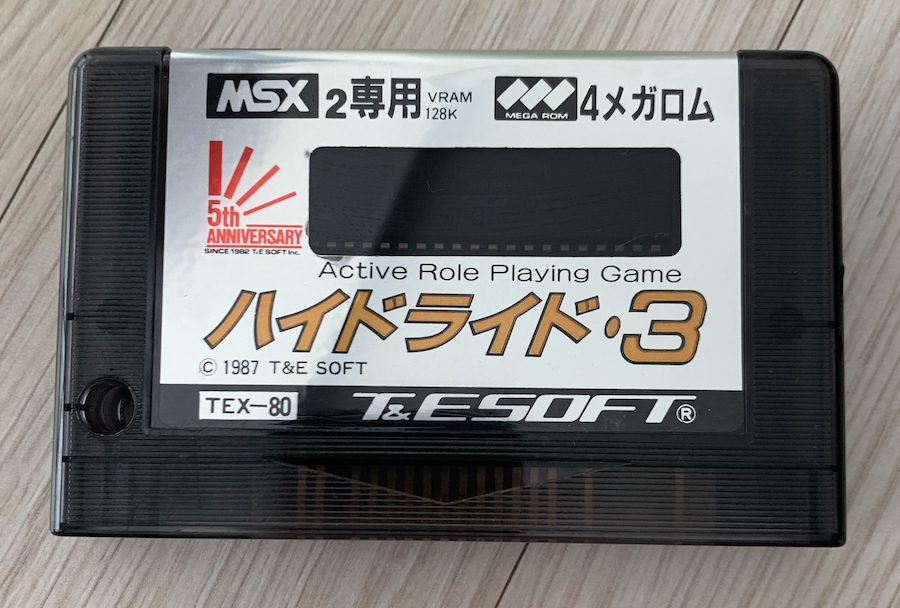 MSX 2専用 VRAM 128K MEGA ROM 4メガロム
5th
ANNIVERSARY
SINCE 1982 T&E SOFT Inc.
Active Role Playing Game
ハイドライド・3
© 1987 T&E SOFT
TEX-80 T&ESOFT®